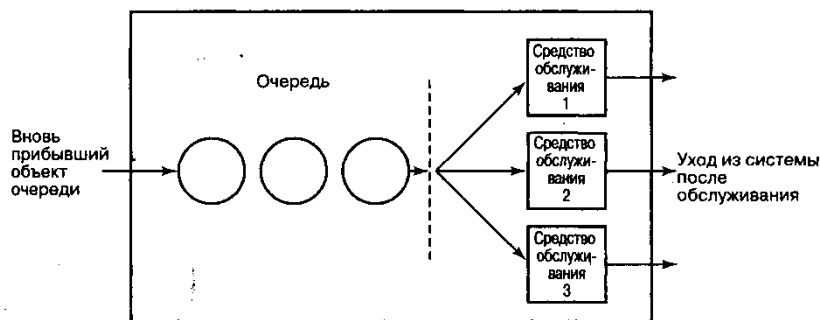 Очередь
Вновь
прибывший
объект
очереди
Средство
обслужи-
вания
1
Средство
обслужи-
вания
2
Средство
обслужи-
вания
3
Уход из системы
после
обслуживания